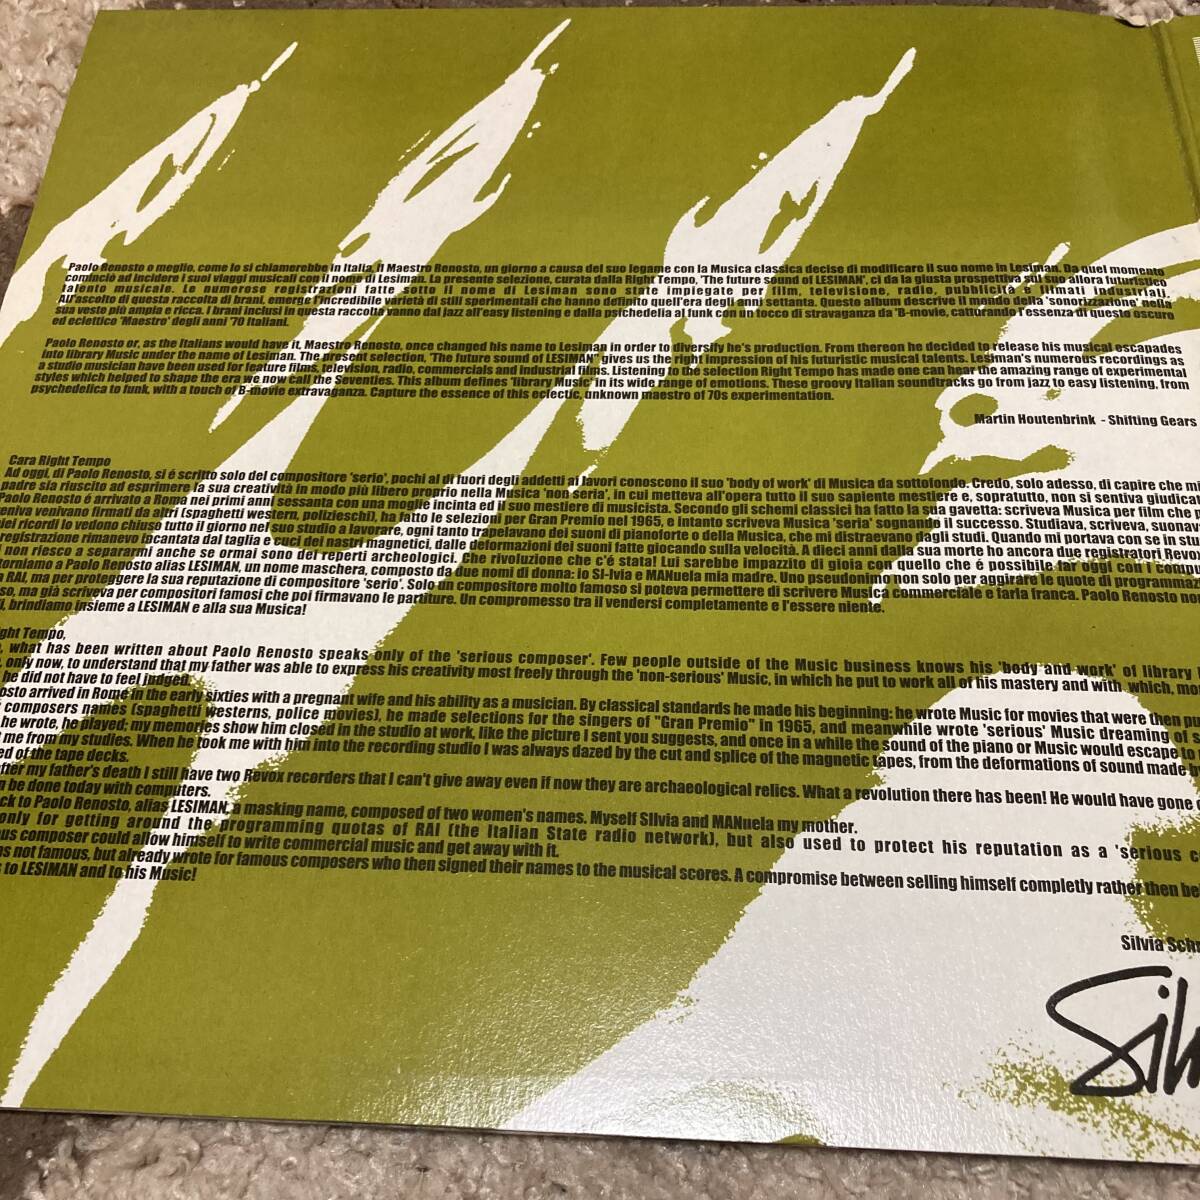 Paolo Renosto o meglio, come lo si chiamerebbe in Italia, il Maestro Renosto, un giorno a causa del suo legame con la Musica classica decise di modificare il suo nome in Lesiman. Da quel momento
cominciò ad incidere i suoi viaggi musicali con il nome di Lesiman. La presente selezione, curata dalla Right Tempo, 'The future sound of LESIMAN', ci da la giusta prospettiva sul suo allora futuristico
talento musicale. Le numerose registrazioni fatte sotto il nome di Lesiman sono state impiegate per film, televisione, radio, pubblicità e filmati industriali.
All'ascolto di questa raccolta di brani, emerge l'incredibile varietà di stili sperimentali che hanno definito quell'era degli anni settanta. Questo album descrive il mondo della 'sonorizzazione' nella
sua veste più ampia e ricca. I brani inclusi in questa raccolta vanno dal jazz all'easy listening e dalla psichedelia al funk con un tocco di stravaganza da 'B-movie, catturando l'essenza di questo oscuro
ed eclettico 'Maestro' degli anni '70 Italiani.
Paolo Renosto or, as the Italians would have it, Maestro Renosto, once changed his name to Lesiman in order to diversify he's production. From thereon he decided to release his musical escapades
into library Music under the name of Lesiman. The present selection, 'The future sound of LESIMAN' gives us the right impression of his futuristic musical talents. Lesiman's numerous recordings as
a studio musician have been used for feature films, television, radio, commercials and industrial films. Listening to the selection Right Tempo has made one can hear the amazing range of experimental
styles which helped to shape the era we now call the Seventies. This album defines 'library Music' in its wide range of emotions. These groovy Italian soundtracks go from jazz to easy listening, from
psychedelica to funk, with a touch of B-movie extravaganza. Capture the essence of this eclectic, unknown maestro of 70s experimentation.
Martin Houtenbrink - Shifting Gears
Cara Right Tempo
Ad oggi, di Paolo Renosto, si é scritto solo del compositore 'serio', pochi al di fuori degli addetti ai lavori conoscono il suo 'body of work' di Musica da sottofondo. Credo, solo adesso, di capire che mi
padre sia riuscito ad esprimere la sua creatività in modo più libero proprio nella Musica 'non seria', in cui metteva all'opera tutto il suo sapiente mestiere e, sopratutto, non si sentiva giudica
Paolo Renosto é arrivato a Roma nei primi anni sessanta con una moglie incinta ed il suo mestiere di musicista. Secondo gli schemi classici ha fatto la sua gavetta: scriveva Musica per film che p
venivano firmati da altri (spaghetti western, polizieschi), ha fatto le selezioni per Gran Premio nel 1965, e intanto scriveva Musica 'seria' sognando il successo. Studiava, scriveva, suonav
ricordi lo vedono chiuso tutto il giorno nel suo studio a lavorare, ogni tanto trapelavano dei suoni di pianoforte o della Musica, che mi distraevano dagli studi. Quando mi portava con se in stu
registrazione rimanevo incantata dal taglia e cuci dei nastri magnetici, dalle deformazioni dei suoni fatte giocando sulla velocità. A dieci anni dalla sua morte ho ancora due registratori Revo
non riesco a separarmi anche se ormai sono dei reperti archeologici. Che rivoluzione che c'é stata! Lui sarebbe impazzito di gioia con quello che é possibile far oggi con i compu
torniamo a Paolo Renosto alias LESIMAN, un nome maschera, composto da due nomi di donna: io SI-lvia e MANuela mia madre. Uno pseudonimo non solo per aggirare le quote di programmaz
RAI, ma per proteggere la sua reputazione di compositore 'serio'. Solo un compositore molto famoso si poteva permettere di scrivere Musica commerciale e farla franca. Paolo Renosto non
so, ma già scriveva per compositori famosi che poi firmavano le partiture. Un compromesso tra il vendersi completamente e l'essere niente.
i, brindiamo insieme a LESIMAN e alla sua Musica!
ght Tempo,
, what has been written about Paolo Renosto speaks only of the 'serious composer'. Few people outside of the Music business knows his 'body and work' of library
, only now, to understand that my father was able to express his creativity most freely through the 'non-serious' Music, in which he put to work all of his mastery and with which, mo
he did not have to feel judged.
osto arrived in Rome in the early sixties with a pregnant wife and his ability as a musician. By classical standards he made his beginning: he wrote Music for movies that were then pu
composers names (spaghetti westerns, police movies), he made selections for the singers of "Gran Premio" in 1965, and meanwhile wrote 'serious' Music dreaming of s
he wrote, he played; my memories show him closed in the studio at work, like the picture I sent you suggests, and once in a while the sound of the piano or Music would escape to
me from my studies. When he took me with him into the recording studio I was always dazed by the cut and splice of the magnetic tapes, from the deformations of sound made by
ed of the tape decks.
after my father's death I still have two Revox recorders that I can't give away even if now they are archaeological relics. What a revolution there has been! He would have gone c
n be done today with computers.
ck to Paolo Renosto, alias LESIMAN, a masking name, composed of two women's names. Myself SIlvia and MANuela my mother.
only for getting around the programming quotas of RAI (the Italian State radio network), but also used to protect his reputation as a 'serious c
us composer could allow himself to write commercial music and get away with it.
as not famous, but already wrote for famous composers who then signed their names to the musical scores. A compromise between selling himself completly rather then be
s to LESIMAN and to his Music!
Silvia Schr
Silv